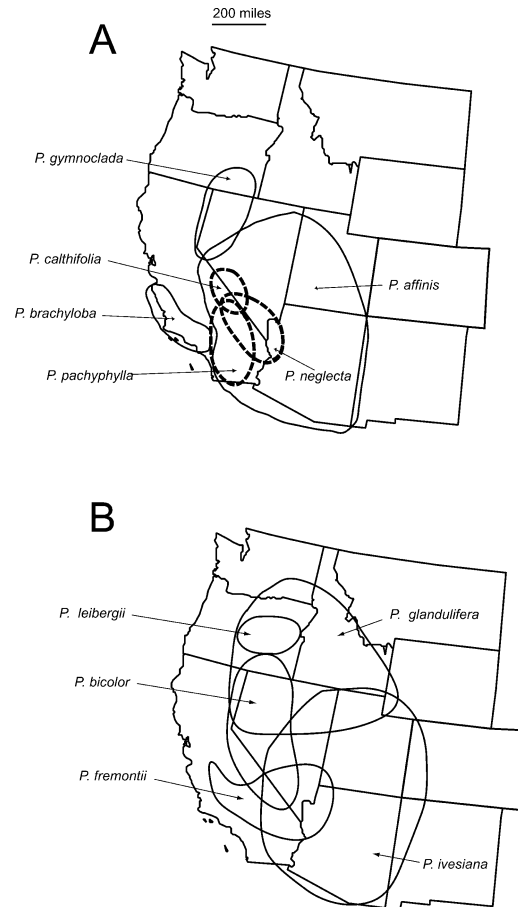 200 miles
A
P. gymnoclada
P. calthifolia
P. affinis
P. brachyloba
P. pachyphylla
P. neglecta
B
P. leibergii
P. glandulifera
P. bicolor
P. fremontii
P. ivesiana